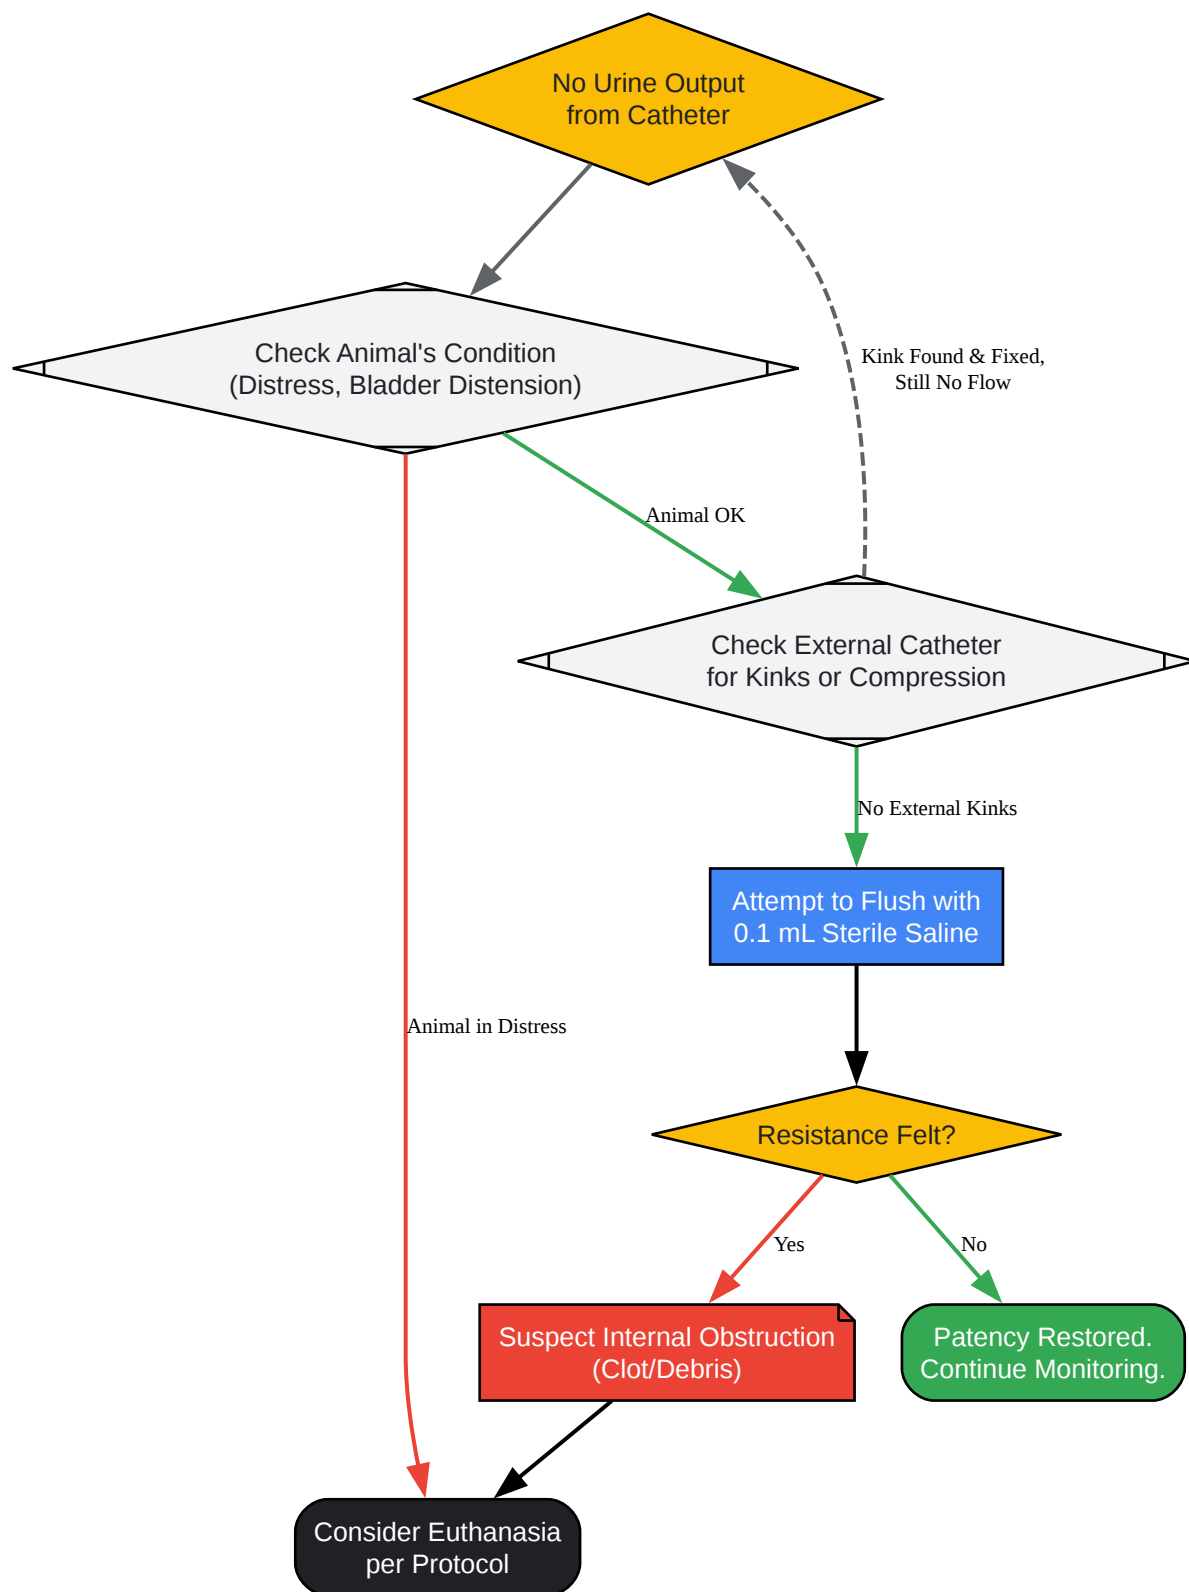 No Urine Output
from Catheter
Kink Found & Fixed,
Still No Flow
Check Animal's Condition
(Distress, Bladder Distension)
Animal OK
Check External Catheter
for Kinks or Compression
No External Kinks
Attempt to Flush with
0.1 mL Sterile Saline
Animal in Distress
Resistance Felt?
Yes
No
Suspect Internal Obstruction
(Clot/Debris)
Patency Restored.
Continue Monitoring.
Consider Euthanasia
per Protocol